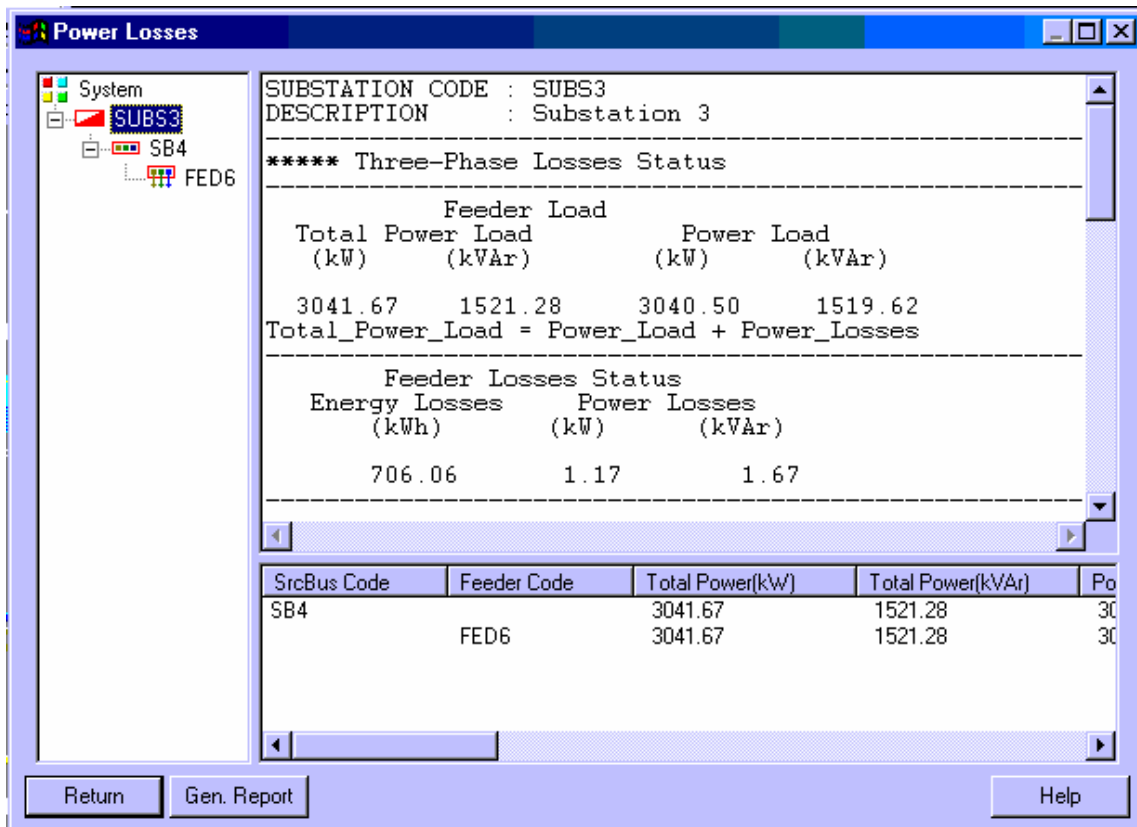 Power Losses
System
SUBS3
SB4
FED6
SUBSTATION CODE : SUBS3
DESCRIPTION : Substation 3
***** Three-Phase Losses Status
Feeder Load
Total Power Load Power Load
(kW) (kVAr) (kW) (kVAr)
3041.67 1521.28 3040.50 1519.62
Total_Power_Load = Power_Load + Power_Losses
Feeder Losses Status
Energy Losses Power Losses
(kWh) (kW) (kVAr)
706.06 1.17 1.67
SrcBus Code Feeder Code Total Power(kW) Total Power(kVAr) Po
SB4 3041.67 1521.28 30
FED6 3041.67 1521.28 30
Return Gen. Report Help